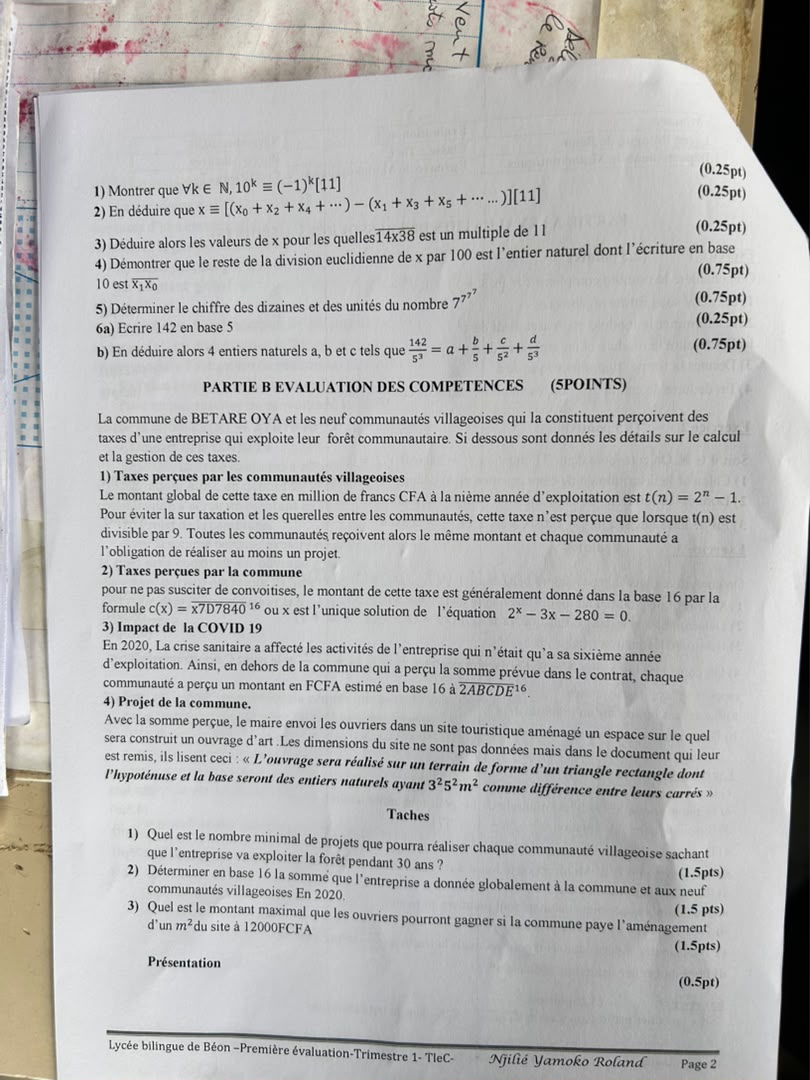 vent
1) Montrer que ∀k ∈ ℕ, 10ᵏ ≡ (−1)ᵏ[11] (0.25pt)
2) En déduire que x ≡ [(x₀ + x₂ + x₄ + ⋯ ) − (x₁ + x₃ + x₅ + ⋯ … )][11] (0.25pt)
3) Déduire alors les valeurs de x pour les quelles $\overline{14x38}$ est un multiple de 11 (0.25pt)
4) Démontrer que le reste de la division euclidienne de x par 100 est l'entier naturel dont l'écriture en base
10 est $\overline{x_1x_0}$ (0.75pt)
5) Déterminer le chiffre des dizaines et des unités du nombre $7^{7^{7^7}}$ (0.75pt)
6a) Ecrire 142 en base 5 (0.25pt)
b) En déduire alors 4 entiers naturels a, b et c tels que $\frac{142}{5^3} = a + \frac{b}{5} + \frac{c}{5^2} + \frac{d}{5^3}$ (0.75pt)
PARTIE B EVALUATION DES COMPETENCES (5POINTS)
La commune de BETARE OYA et les neuf communautés villageoises qui la constituent perçoivent des
taxes d'une entreprise qui exploite leur forêt communautaire. Si dessous sont donnés les détails sur le calcul
et la gestion de ces taxes.
1) Taxes perçues par les communautés villageoises
Le montant global de cette taxe en million de francs CFA à la nième année d'exploitation est t(n) = 2ⁿ − 1.
Pour éviter la sur taxation et les querelles entre les communautés, cette taxe n'est perçue que lorsque t(n) est
divisible par 9. Toutes les communautés reçoivent alors le même montant et chaque communauté a
l'obligation de réaliser au moins un projet.
2) Taxes perçues par la commune
pour ne pas susciter de convoitises, le montant de cette taxe est généralement donné dans la base 16 par la
formule c(x) = $\overline{x7D7840}$ ¹⁶ ou x est l'unique solution de l'équation 2ˣ − 3x − 280 = 0.
3) Impact de la COVID 19
En 2020, La crise sanitaire a affecté les activités de l'entreprise qui n'était qu'a sa sixième année
d'exploitation. Ainsi, en dehors de la commune qui a perçu la somme prévue dans le contrat, chaque
communauté a perçu un montant en FCFA estimé en base 16 à $\overline{2ABCDE}$¹⁶.
4) Projet de la commune.
Avec la somme perçue, le maire envoi les ouvriers dans un site touristique aménagé un espace sur le quel
sera construit un ouvrage d'art .Les dimensions du site ne sont pas données mais dans le document qui leur
est remis, ils lisent ceci : « L'ouvrage sera réalisé sur un terrain de forme d'un triangle rectangle dont
l'hypoténuse et la base seront des entiers naturels ayant 3²5²m² comme différence entre leurs carrés »
Taches
1) Quel est le nombre minimal de projets que pourra réaliser chaque communauté villageoise sachant
que l'entreprise va exploiter la forêt pendant 30 ans ? (1.5pts)
2) Déterminer en base 16 la somme que l'entreprise a donnée globalement à la commune et aux neuf
communautés villageoises En 2020. (1.5 pts)
3) Quel est le montant maximal que les ouvriers pourront gagner si la commune paye l'aménagement
d'un m²du site à 12000FCFA (1.5pts)
Présentation (0.5pt)
Lycée bilingue de Béon –Première évaluation-Trimestre 1- TleC- Njilié Yamoko Roland Page 2